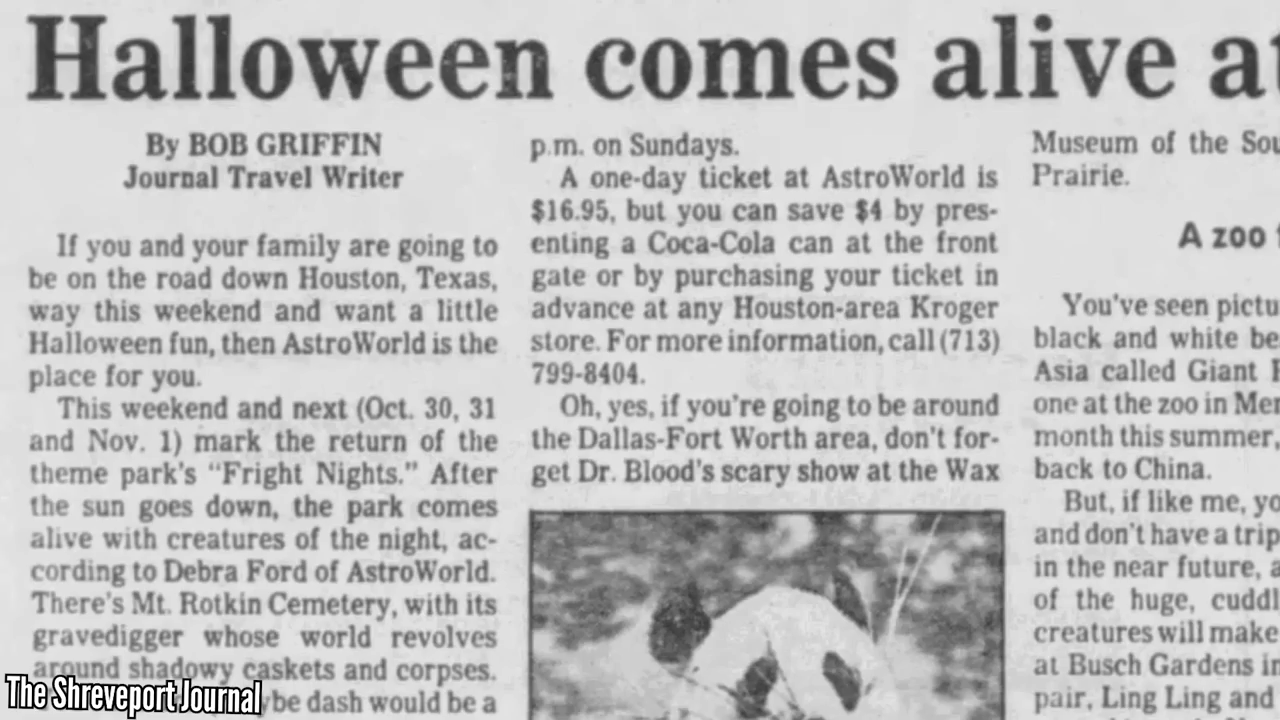 Halloween comes alive
By BOB GRIFFIN
Journal Travel Writer
If you and your family are going to
be on the road down Houston, Texas,
way this weekend and want a little
Halloween fun, then AstroWorld is the
place for you.
This weekend and next (Oct. 30, 31
and Nov. 1) mark the return of the
theme park's "Fright Nights." After
the sun goes down, the park comes
alive with creatures of the night, ac-
cording to Debra Ford of AstroWorld.
There's Mt. Rotkin Cemetery, with its
gravedigger whose world revolves
around shadowy caskets and corpses.
dash would be a
p.m. on Sundays.
A one-day ticket at AstroWorld is
$16.95, but you can save $4 by pres-
enting a Coca-Cola can at the front
gate or by purchasing your ticket in
advance at any Houston-area Kroger
store. For more information, call (713)
799-8404.
Oh, yes, if you're going to be around
the Dallas-Fort Worth area, don't for-
get Dr. Blood's scary show at the Wax
Museum of the
Prairie.
A zoo
You've seen
black and white
Asia called Giant
one at the zoo in
month this summer,
back to China.
But, if like me,
and don't have a trip
in the near future,
of the huge,
creatures will make
at Busch Gardens
pair, Ling Ling and
The Shreveport Journal